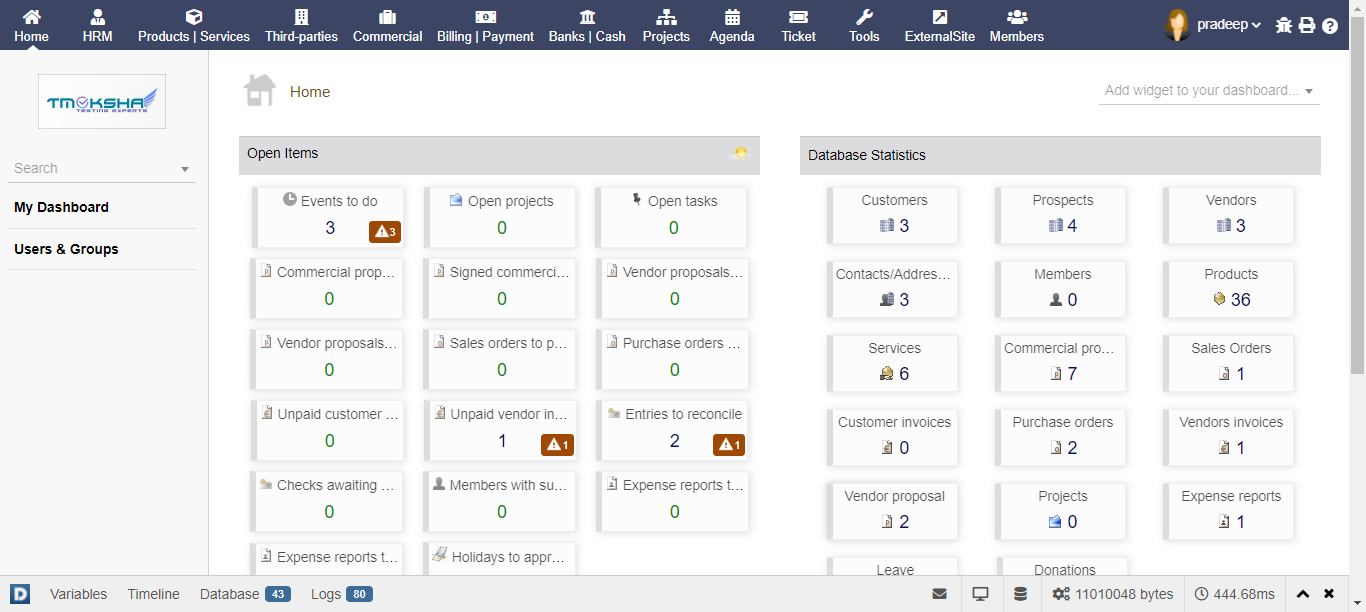 Home HRM Products | Services Third-parties Commercial Billing | Payment Banks | Cash Projects Agenda Ticket Tools ExternalSite Members pradeep
TMOKSHA
TESTING EXPERTS
Home
Add widget to your dashboard...
Search
My Dashboard
Users & Groups
Open Items
Events to do
3
3
Open projects
0
Open tasks
0
Commercial prop...
0
Signed commerci...
0
Vendor proposals...
0
Vendor proposals...
0
Sales orders to p...
0
Purchase orders ...
0
Unpaid customer ...
0
Unpaid vendor in...
1
1
Entries to reconcile
2
1
Checks awaiting ...
0
Members with su...
0
Expense reports t...
0
Expense reports t...
Holidays to appr...
Database Statistics
Customers
3
Prospects
4
Vendors
3
Contacts/Addres...
3
Members
0
Products
36
Services
6
Commercial pro...
7
Sales Orders
1
Customer invoices
0
Purchase orders
2
Vendors invoices
1
Vendor proposal
2
Projects
0
Expense reports
1
Leave
Donations
D Variables Timeline Database 43 Logs 80 11010048 bytes 444.68ms